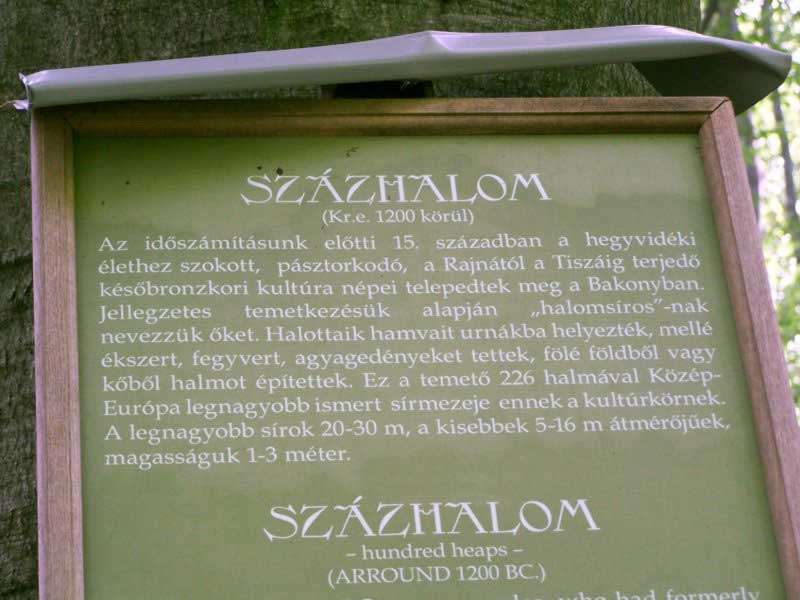 SZÁZHALOM
(Kr.e. 1200 körül)
Az időszámításunk előtti 15. században a hegyvidéki
élethez szokott, pásztorkodó, a Rajnától a Tiszáig terjedő
későbronzkori kultúra népei telepedtek meg a Bakonyban.
Jellegzetes temetkezésük alapján „halomsíros”-nak
nevezzük őket. Halottaik hamvait urnákba helyezték, mellé
ékszert, fegyvert, agyagedényeket tettek, fölé földből vagy
kőből halmot építettek. Ez a temető 226 halmával Közép-
Európa legnagyobb ismert sírmezeje ennek a kultúrkörnek.
A legnagyobb sírok 20-30 m, a kisebbek 5-16 m átmérőjűek,
magasságuk 1-3 méter.
SZÁZHALOM
– hundred heaps –
(ARROUND 1200 BC.)
who had formerly